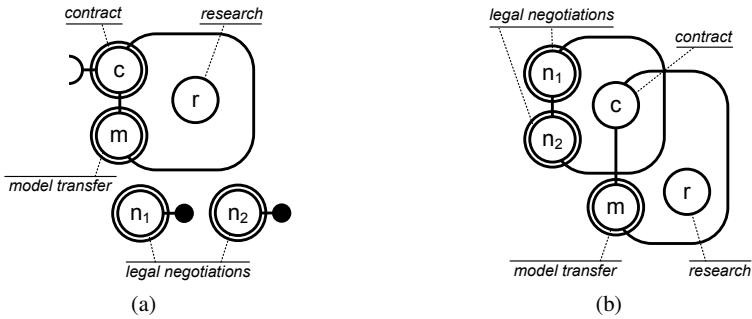 contract
research
c
r
m
model transfer
n₁
n₂
legal negotiations
(a)
legal negotiations
contract
n₁
c
n₂
m
r
model transfer
research
(b)